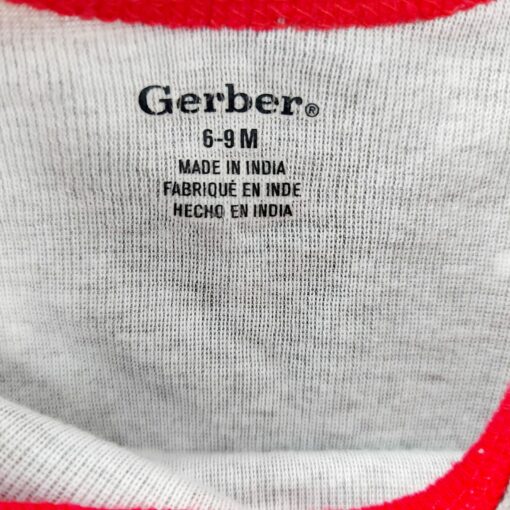 Gerber®
6-9 M
MADE IN INDIA
FABRIQUÉ EN INDE
HECHO EN INDIA